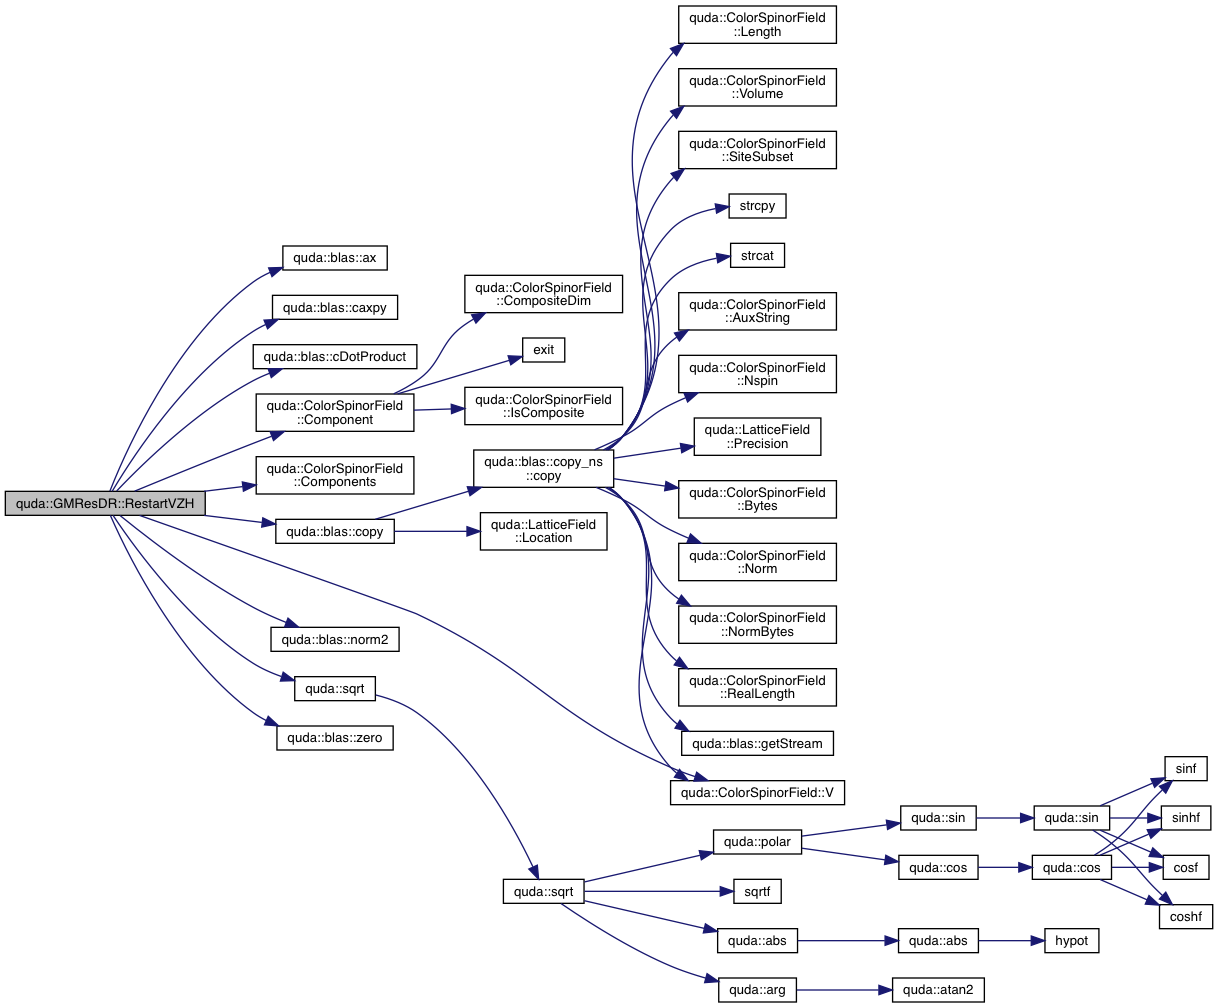 quda::GMResDR::RestartVZH
quda::blas::ax
quda::blas::caxpy
quda::blas::cDotProduct
quda::ColorSpinorField
::Component
quda::ColorSpinorField
::Components
quda::blas::copy
quda::blas::norm2
quda::sqrt
quda::blas::zero
quda::ColorSpinorField
::CompositeDim
exit
quda::ColorSpinorField
::IsComposite
quda::blas::copy_ns
::copy
quda::LatticeField
::Location
quda::sqrt
quda::ColorSpinorField
::Length
quda::ColorSpinorField
::Volume
quda::ColorSpinorField
::SiteSubset
strcpy
strcat
quda::ColorSpinorField
::AuxString
quda::ColorSpinorField
::Nspin
quda::LatticeField
::Precision
quda::ColorSpinorField
::Bytes
quda::ColorSpinorField
::Norm
quda::ColorSpinorField
::NormBytes
quda::ColorSpinorField
::RealLength
quda::blas::getStream
quda::ColorSpinorField::V
quda::polar
sqrtf
quda::abs
quda::arg
quda::sin
quda::cos
quda::abs
quda::atan2
quda::sin
quda::cos
hypot
sinf
sinhf
cosf
coshf